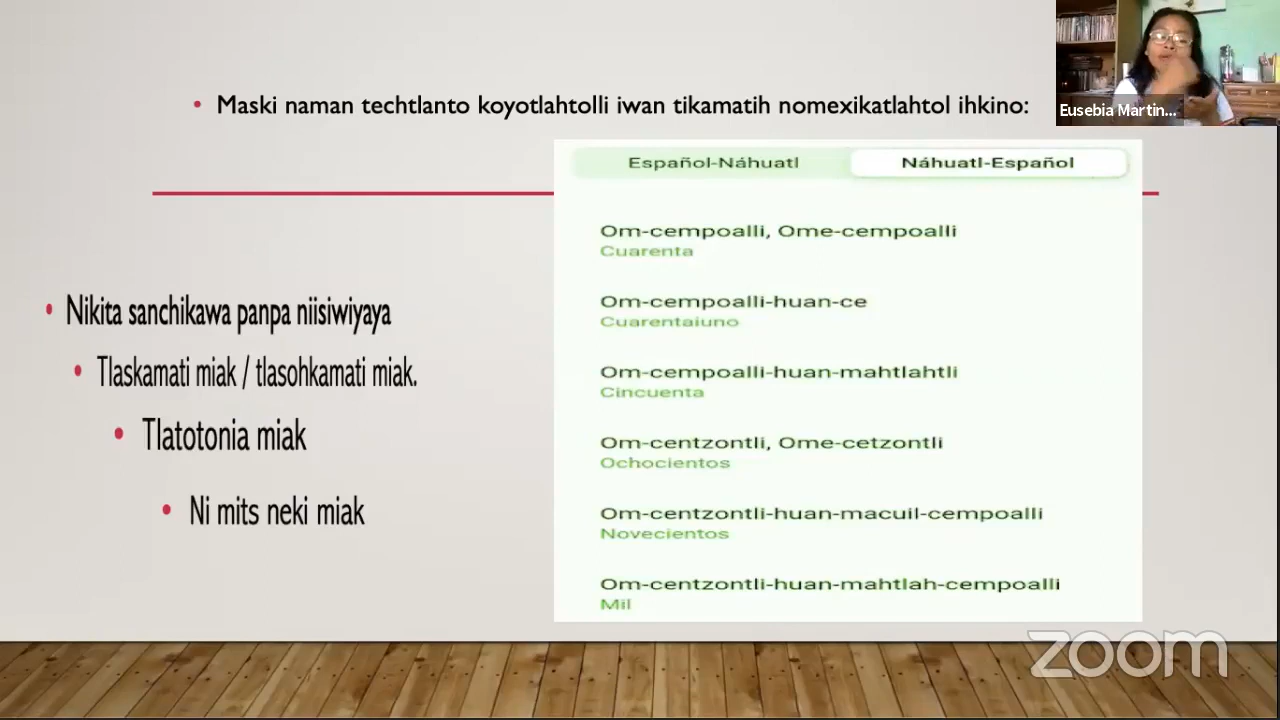 Maski naman techtlanto koyotlahtolli iwan tikamatih nomexikatlahtol ihkino:
Eusebia Martin...
Español-Náhuatl
Náhuatl-Español
Nikita sanchikawa panpa niisiwiyaya
Tlaskamati miak / tlasohkamati miak.
Tlatotonia miak
Ni mits neki miak
Om-cempoalli, Ome-cempoalli
Cuarenta
Om-cempoalli-huan-ce
Cuarentaiuno
Om-cempoalli-huan-mahtlahtli
Cincuenta
Om-centzontli, Ome-cetzontli
Ochocientos
Om-centzontli-huan-macuil-cempoalli
Novecientos
Om-centzontli-huan-mahtlah-cempoalli
Mil
zoom